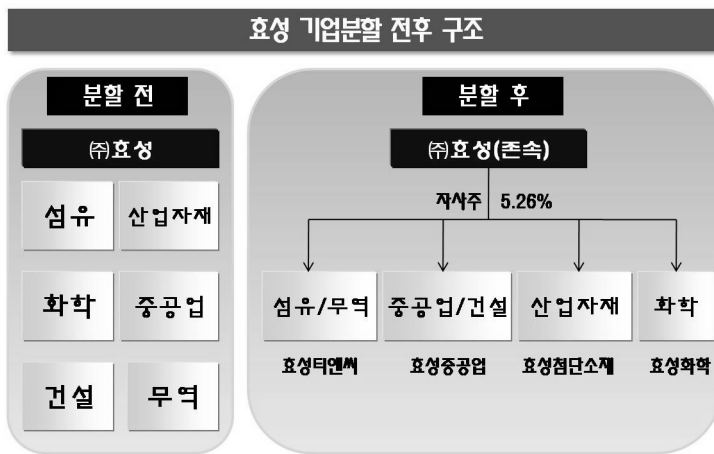 효성 기업분할 전후 구조
분할 전
㈜효성
섬유 산업자재
화학 중공업
건설 무역
분할 후
㈜효성(존속)
자사주 5.26%
섬유/무역 중공업/건설 산업자재 화학
효성티앤씨 효성중공업 효성첨단소재 효성화학